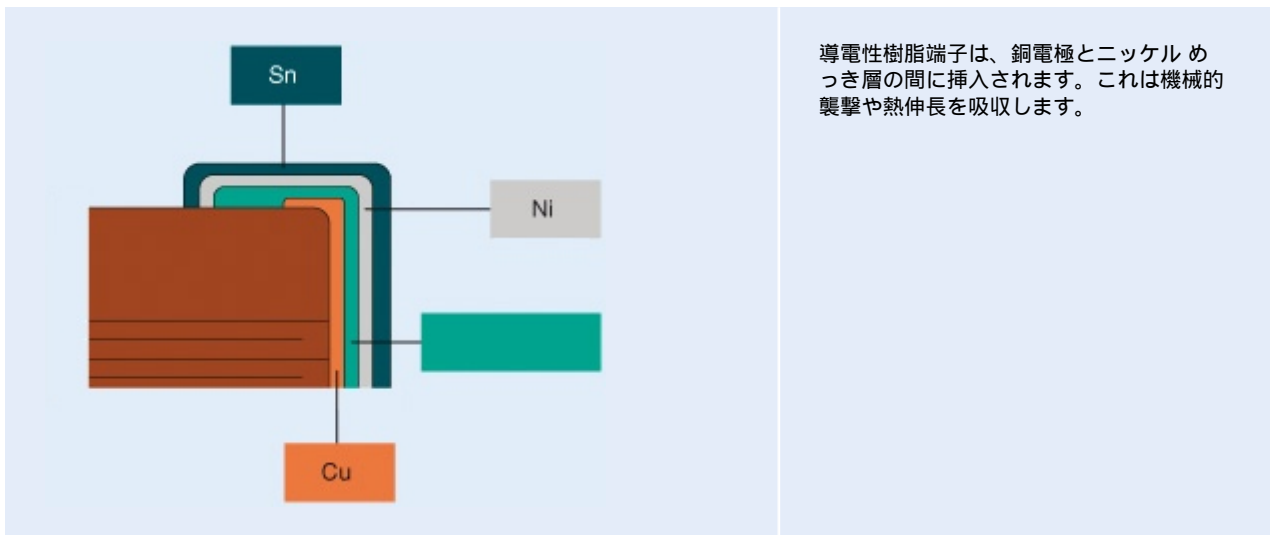 Sn
Ni
Cu
導電性樹脂端子は、銅電極とニッケル め
っき層の間に挿入されます。これは機械的
襲撃や熱伸長を吸収します。